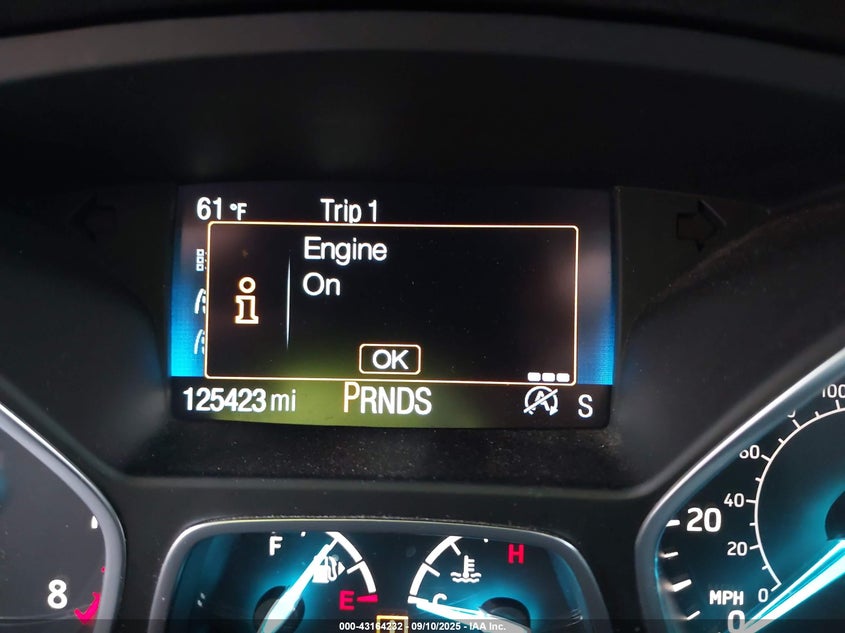 61 °F Trip 1
Engine
On
OK
125423 mi PRNDS A S
100
60
40
20
20
MPH 0
0
F H
E C
8
000-43164232 - 09/10/2025 - IAA Inc.